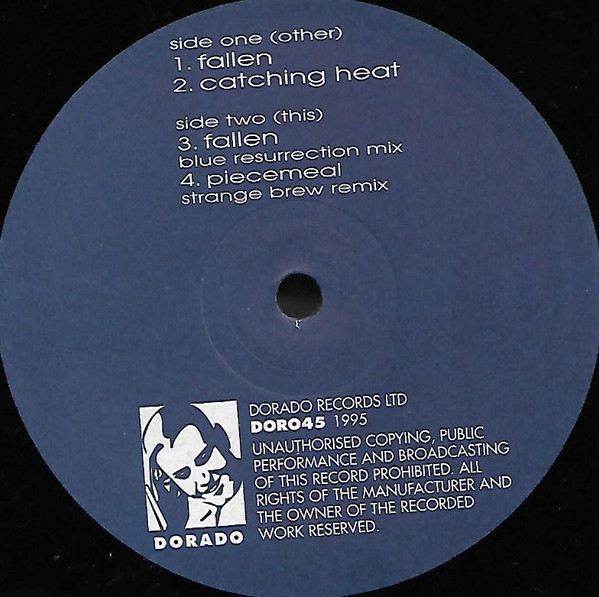 side one (other)
1. fallen
2. catching heat
side two (this)
3. fallen
blue resurrection mix
4. piecemeal
strange brew remix
DORADO RECORDS LTD
DORO45 1995
UNAUTHORISED COPYING, PUBLIC
PERFORMANCE AND BROADCASTING
OF THIS RECORD PROHIBITED. ALL
RIGHTS OF THE MANUFACTURER AND
THE OWNER OF THE RECORDED
WORK RESERVED.
DORADO